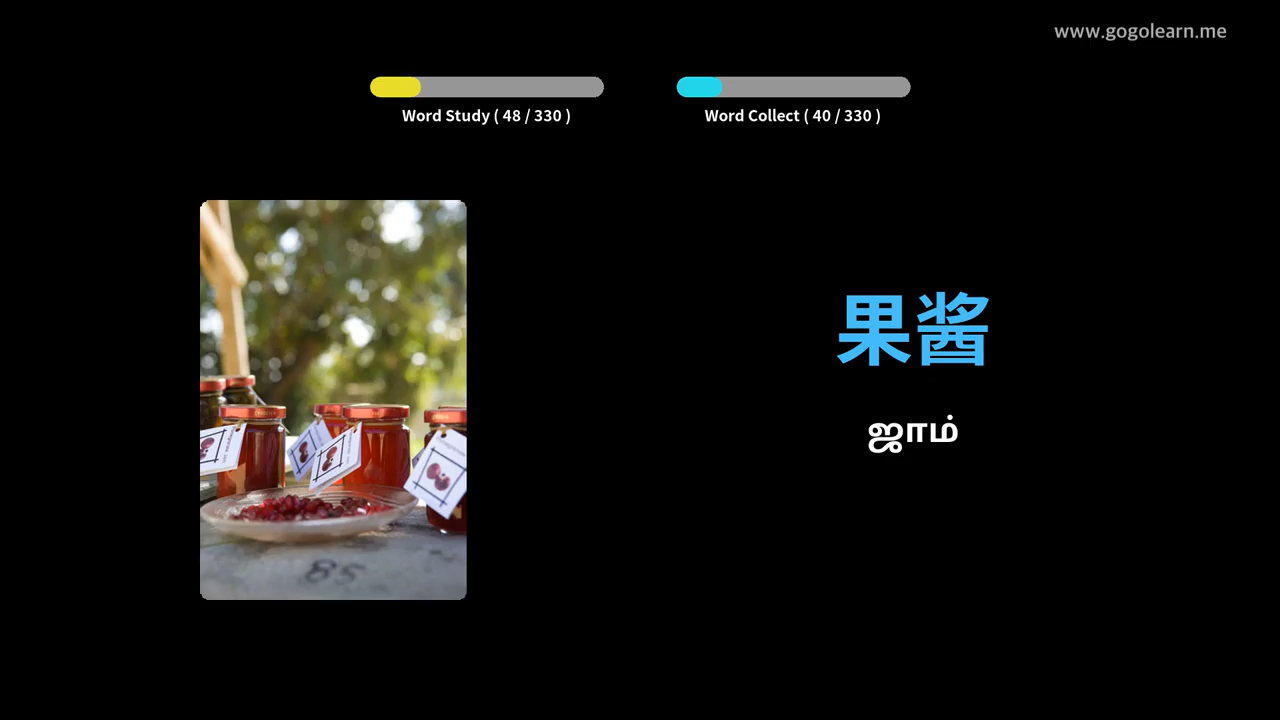 www.gogolearn.me
Word Study ( 48 / 330 )
Word Collect ( 40 / 330 )
果酱
ஜாம்
85